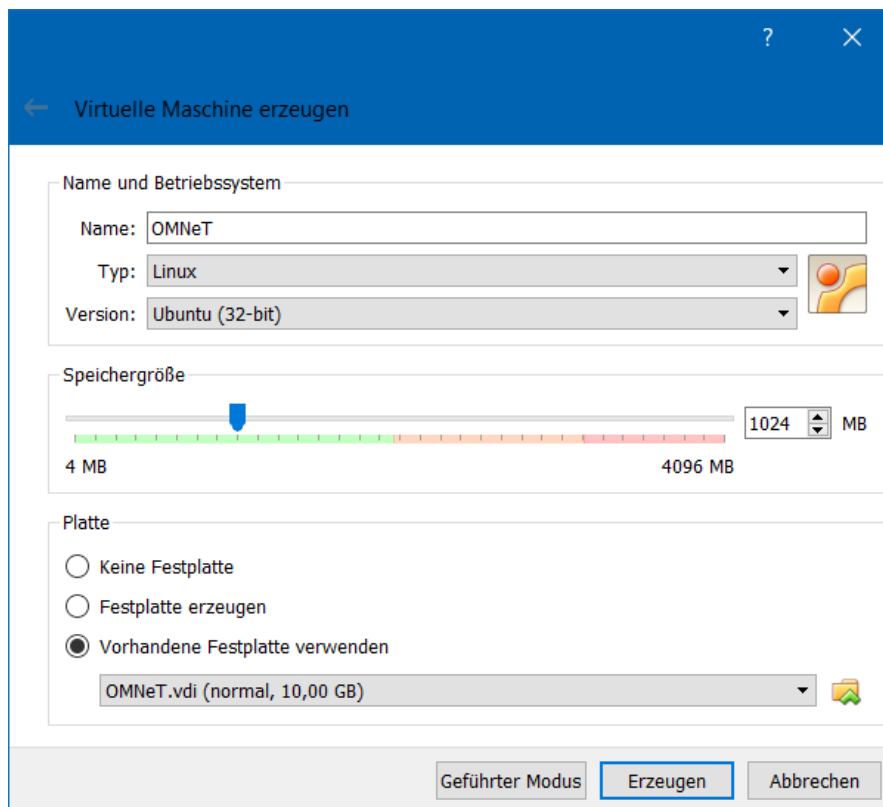 ?
Virtuelle Maschine erzeugen
Name und Betriebssystem
Name: OMNeT
Typ: Linux
Version: Ubuntu (32-bit)
Speichergröße
1024 MB
4 MB 4096 MB
Platte
Keine Festplatte
Festplatte erzeugen
Vorhandene Festplatte verwenden
OMNeT.vdi (normal, 10,00 GB)
Geführter Modus Erzeugen Abbrechen